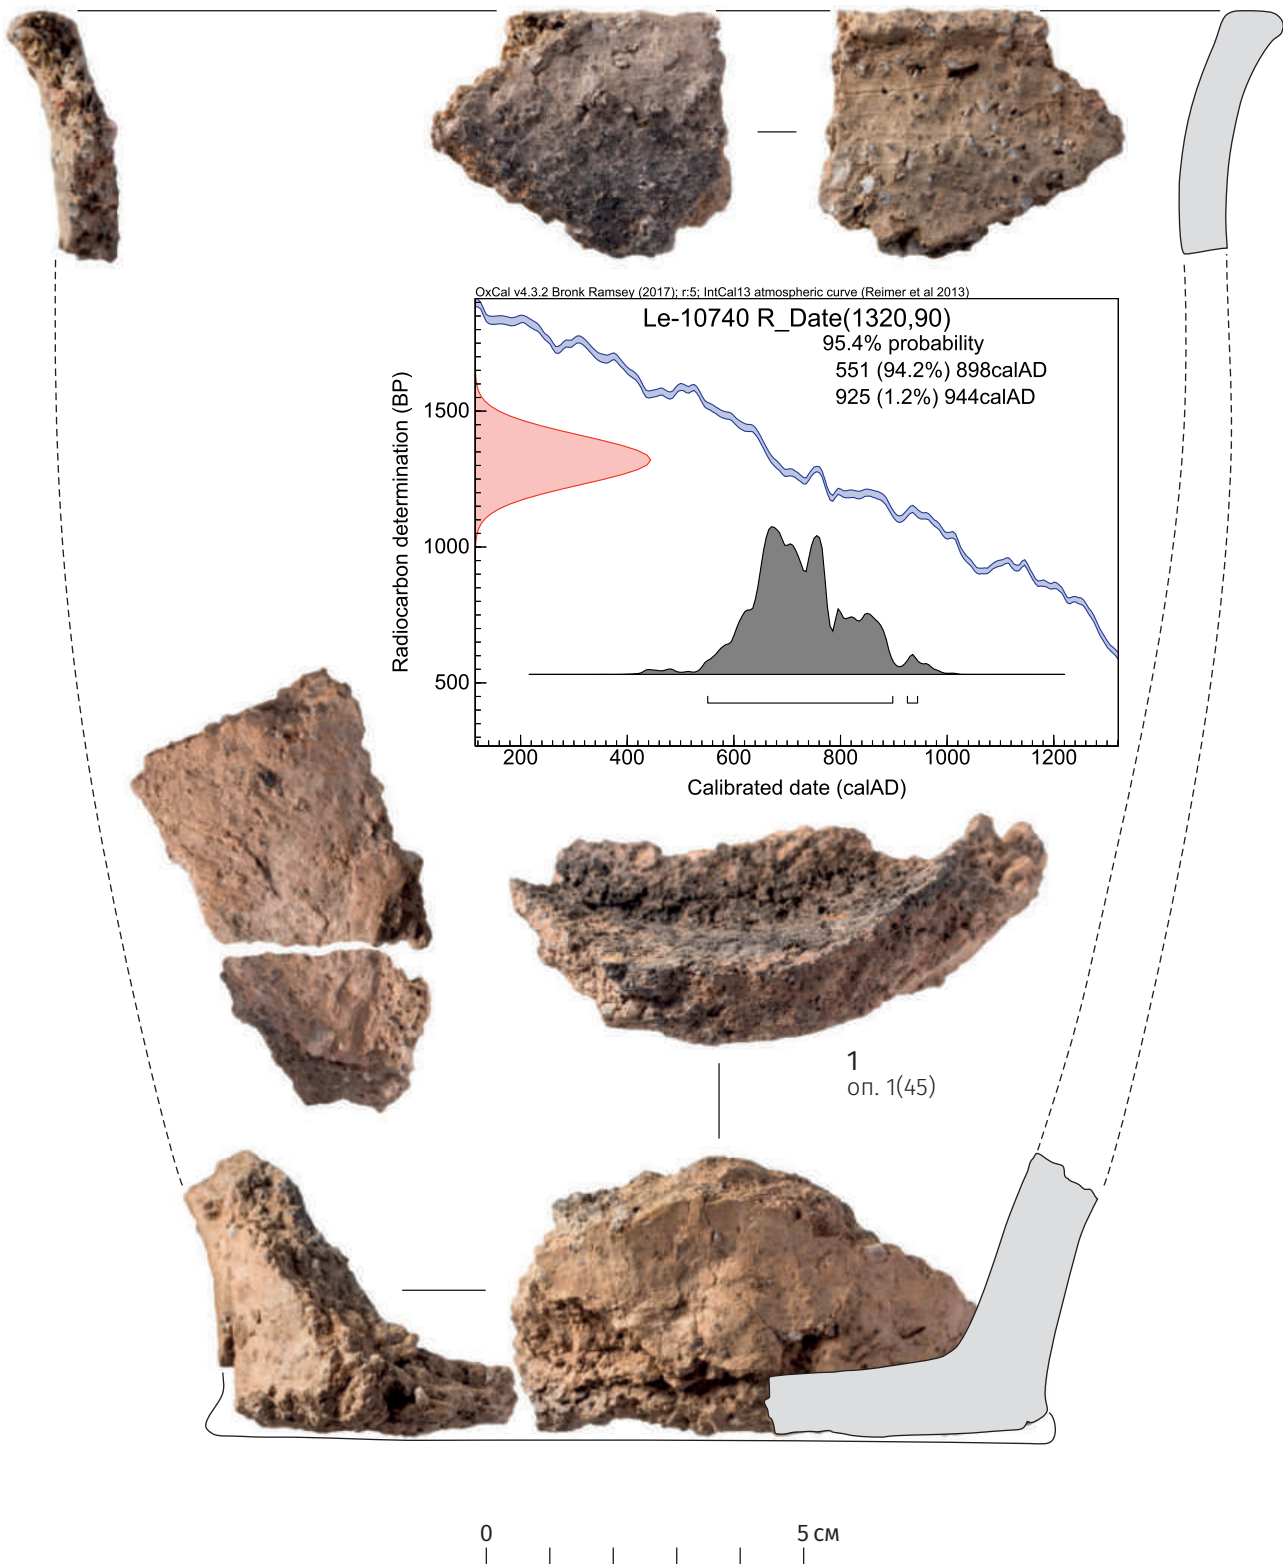 OxCal v4.3.2 Bronk Ramsey (2017); r:5; IntCal13 atmospheric curve (Reimer et al 2013)
Le-10740 R_Date(1320,90)
95.4% probability
551 (94.2%) 898calAD
925 (1.2%) 944calAD
Radiocarbon determination (BP)
1500
1000
500
200 400 600 800 1000 1200
Calibrated date (calAD)
1
оп. 1(45)
0 5 см